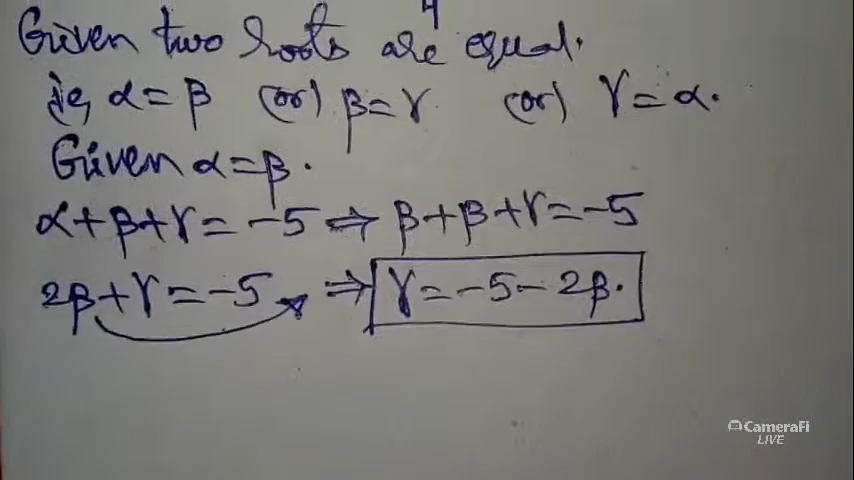 4
Given two roots are equal.
ie, α = β (or) β = γ (or) γ = α.
Given α = β.
α + β + γ = -5 ⇒ β + β + γ = -5
2β + γ = -5 ⇒ γ = -5 - 2β.
CameraFi
LIVE